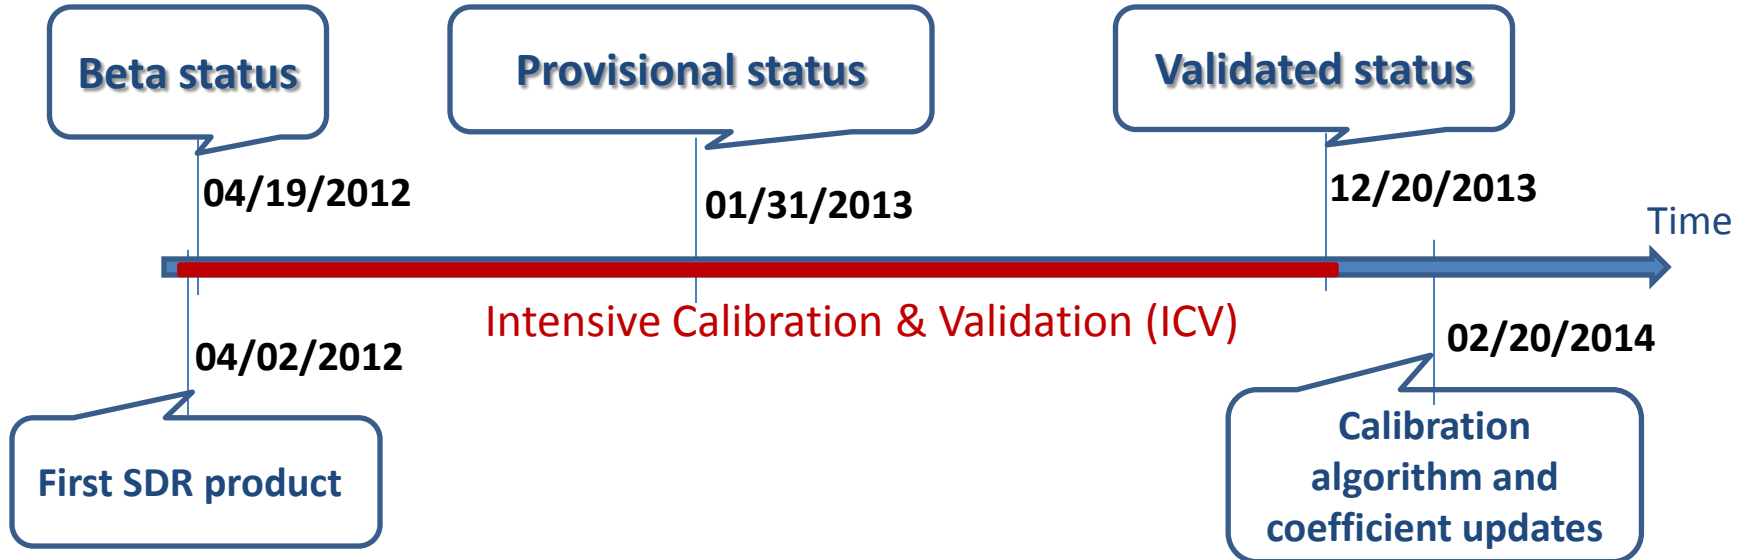 Beta status
Provisional status
Validated status
04/19/2012
01/31/2013
12/20/2013
Time
Intensive Calibration & Validation (ICV)
04/02/2012
02/20/2014
First SDR product
Calibration
algorithm and
coefficient updates